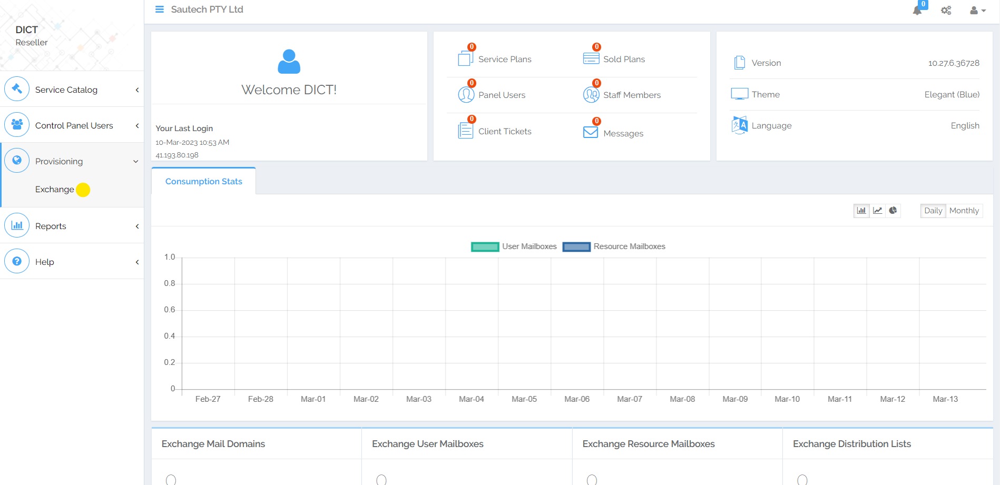 DICT
Reseller
Service Catalog
Control Panel Users
Provisioning
Exchange
Reports
Help
Sautech PTY Ltd
0
Welcome DICT!
Your Last Login
10-Mar-2023 10:53 AM
41.193.80.198
0
Service Plans
0
Sold Plans
0
Panel Users
0
Staff Members
0
Client Tickets
0
Messages
Version 10.27.6.36728
Theme Elegant (Blue)
Language English
Consumption Stats
Daily Monthly
User Mailboxes Resource Mailboxes
1.0
0.8
0.6
0.4
0.2
0
Feb-27 Feb-28 Mar-01 Mar-02 Mar-03 Mar-04 Mar-05 Mar-06 Mar-07 Mar-08 Mar-09 Mar-10 Mar-11 Mar-12 Mar-13
Exchange Mail Domains
Exchange User Mailboxes
Exchange Resource Mailboxes
Exchange Distribution Lists